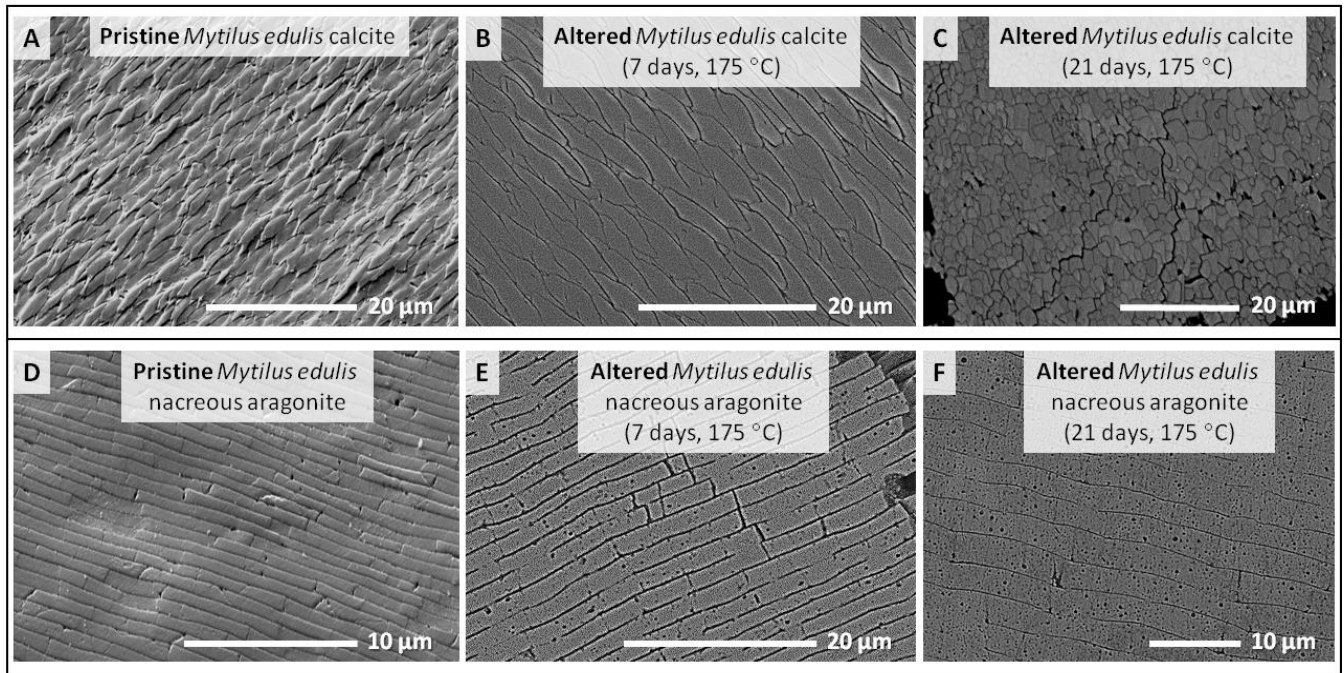 A
Pristine Mytilus edulis calcite
20 µm
B
Altered Mytilus edulis calcite
(7 days, 175 °C)
20 µm
C
Altered Mytilus edulis calcite
(21 days, 175 °C)
20 µm
D
Pristine Mytilus edulis
nacreous aragonite
10 µm
E
Altered Mytilus edulis
nacreous aragonite
(7 days, 175 °C)
20 µm
F
Altered Mytilus edulis
nacreous aragonite
(21 days, 175 °C)
10 µm